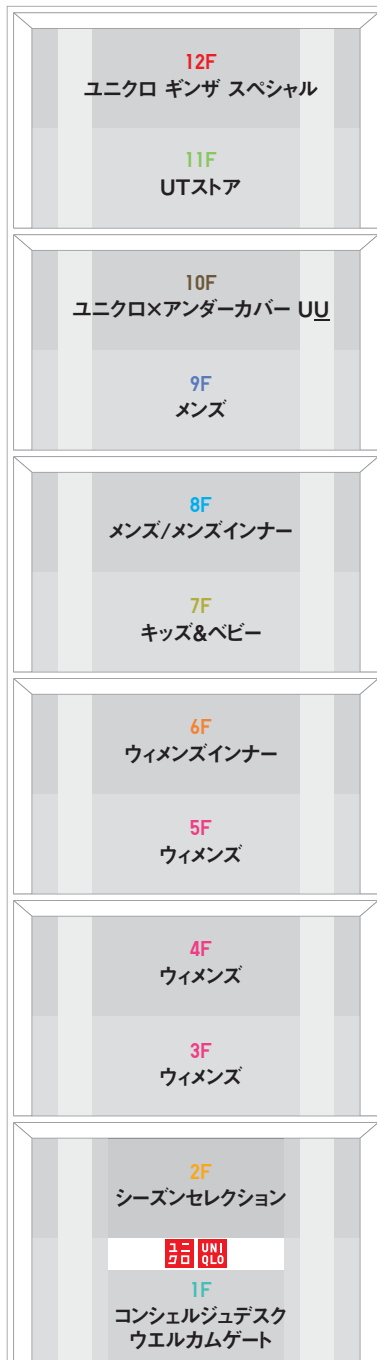 12F
ユニクロ ギンザ スペシャル
11F
UTストア
10F
ユニクロ×アンダーカバー UU
9F
メンズ
8F
メンズ/メンズインナー
7F
キッズ&ベビー
6F
ウィメンズインナー
5F
ウィメンズ
4F
ウィメンズ
3F
ウィメンズ
2F
シーズンセレクション
ユニ UNI
クロ QLO
1F
コンシェルジュデスク
ウエルカムゲート